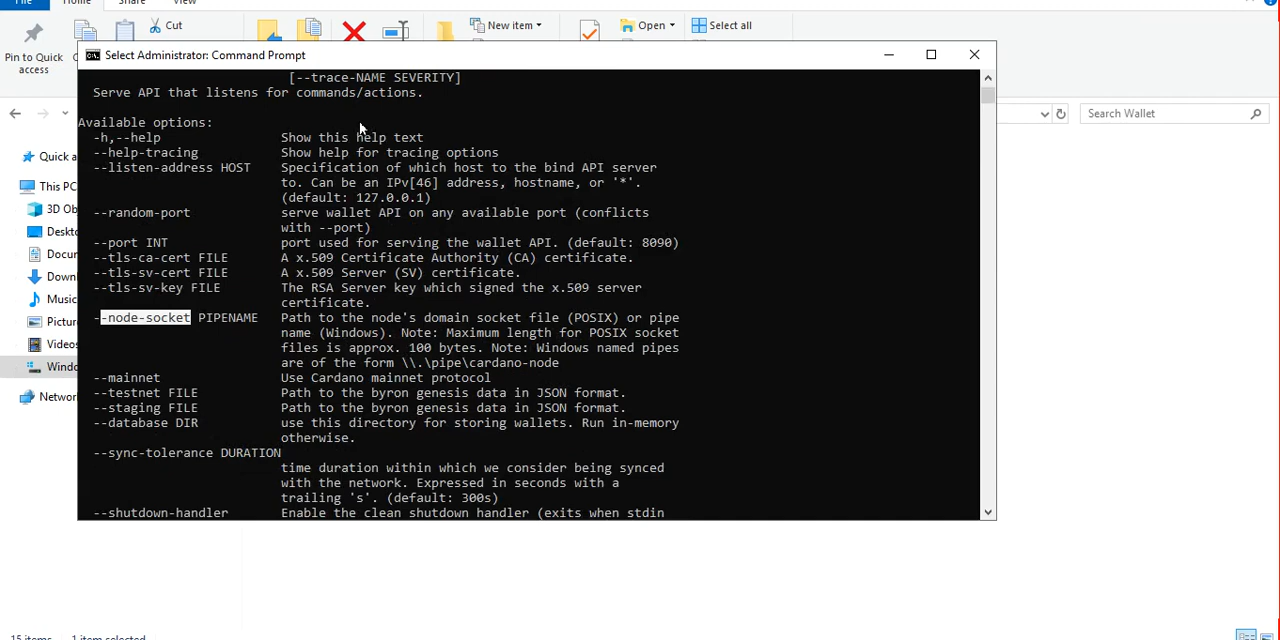 File
Home
Share
View
Pin to Quick
access
Cut
New item
Open
Select all
Select Administrator: Command Prompt
Search Wallet
Quick a
This PC
3D Ob
Deskto
Docum
Downl
Music
Picture
Videos
Windo
Networ
[--trace-NAME SEVERITY]
Serve API that listens for commands/actions.
Available options:
-h,--help Show this help text
--help-tracing Show help for tracing options
--listen-address HOST Specification of which host to the bind API server
to. Can be an IPv[46] address, hostname, or '*'.
(default: 127.0.0.1)
--random-port serve wallet API on any available port (conflicts
with --port)
--port INT port used for serving the wallet API. (default: 8090)
--tls-ca-cert FILE A x.509 Certificate Authority (CA) certificate.
--tls-sv-cert FILE A x.509 Server (SV) certificate.
--tls-sv-key FILE The RSA Server key which signed the x.509 server
certificate.
--node-socket PIPENAME Path to the node's domain socket file (POSIX) or pipe
name (Windows). Note: Maximum length for POSIX socket
files is approx. 100 bytes. Note: Windows named pipes
are of the form \\.\pipe\cardano-node
--mainnet Use Cardano mainnet protocol
--testnet FILE Path to the byron genesis data in JSON format.
--staging FILE Path to the byron genesis data in JSON format.
--database DIR use this directory for storing wallets. Run in-memory
otherwise.
--sync-tolerance DURATION
time duration within which we consider being synced
with the network. Expressed in seconds with a
trailing 's'. (default: 300s)
--shutdown-handler Enable the clean shutdown handler (exits when stdin
15 items 1 item selected